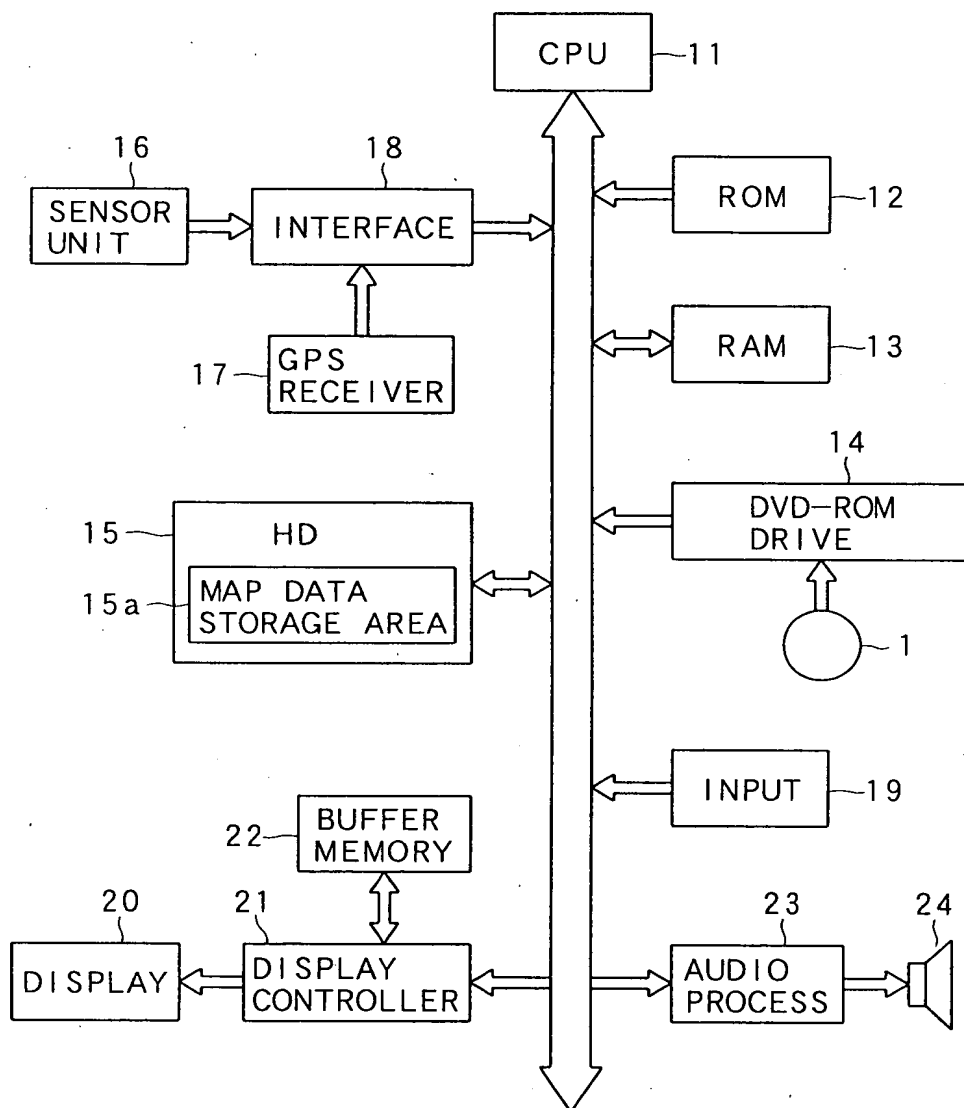 CPU
11
16
18
SENSOR
UNIT
INTERFACE
ROM
12
17
GPS
RECEIVER
RAM
13
14
15
HD
DVD-ROM
DRIVE
15a
MAP DATA
STORAGE AREA
1
22
BUFFER
MEMORY
INPUT
19
20
21
23
24
DISPLAY
DISPLAY
CONTROLLER
AUDIO
PROCESS